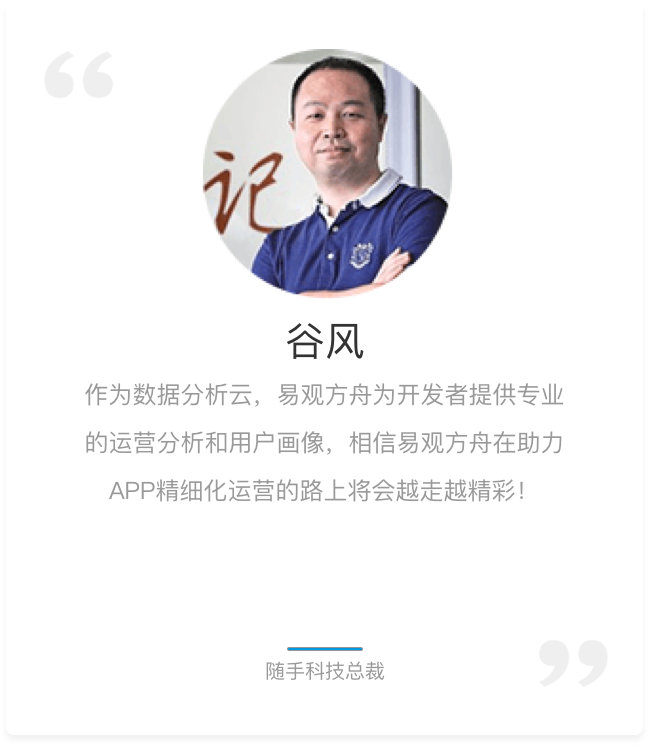 记
谷风
作为数据分析云，易观方舟为开发者提供专业
的运营分析和用户画像，相信易观方舟在助力
APP精细化运营的路上将会越走越精彩！
随手科技总裁